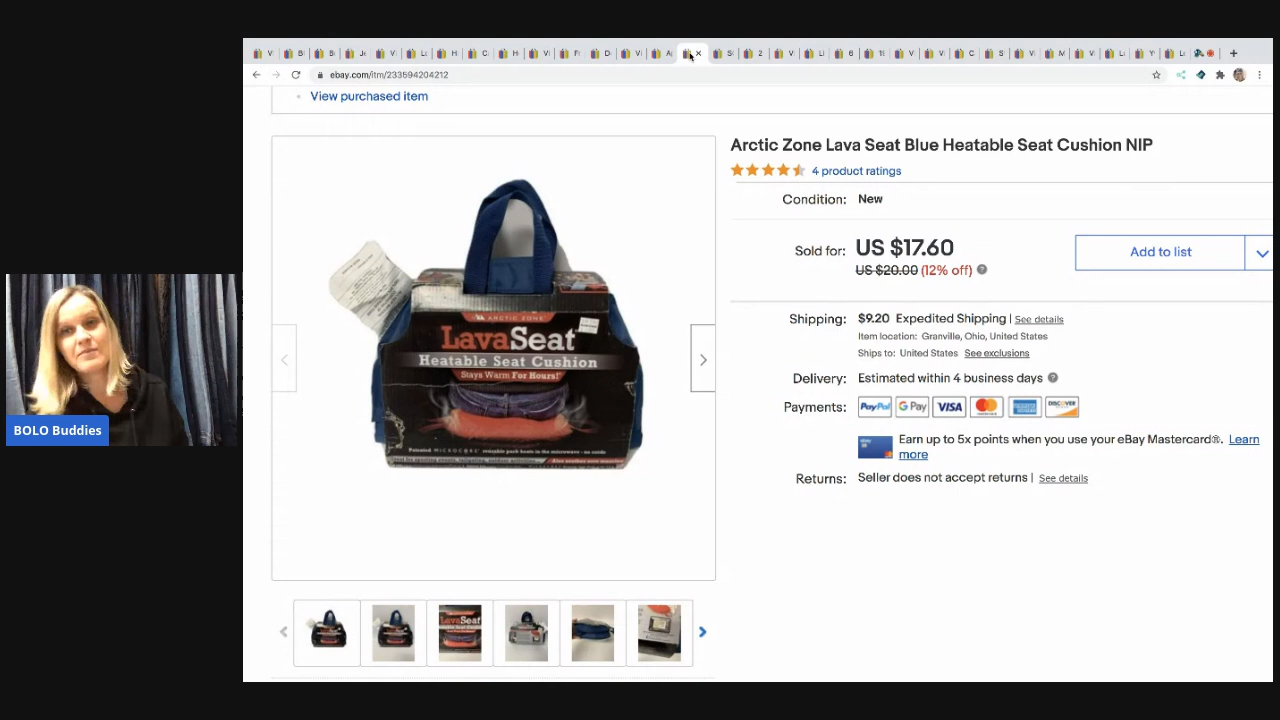 ebay.com/itm/233594204212
View purchased item
Arctic Zone Lava Seat Blue Heatable Seat Cushion NIP
4 product ratings
Condition: New
Sold for: US $17.60
US $20.00 (12% off)
Add to list
Shipping: $9.20 Expedited Shipping | See details
Item location: Granville, Ohio, United States
Ships to: United States See exclusions
Delivery: Estimated within 4 business days
Payments: PayPal G Pay VISA
DISCOVER
Earn up to 5x points when you use your eBay Mastercard®. Learn
more
Returns: Seller does not accept returns | See details
ARCTIC ZONE
LavaSeat
Heatable Seat Cushion
Stays Warm For Hours!
BOLO Buddies